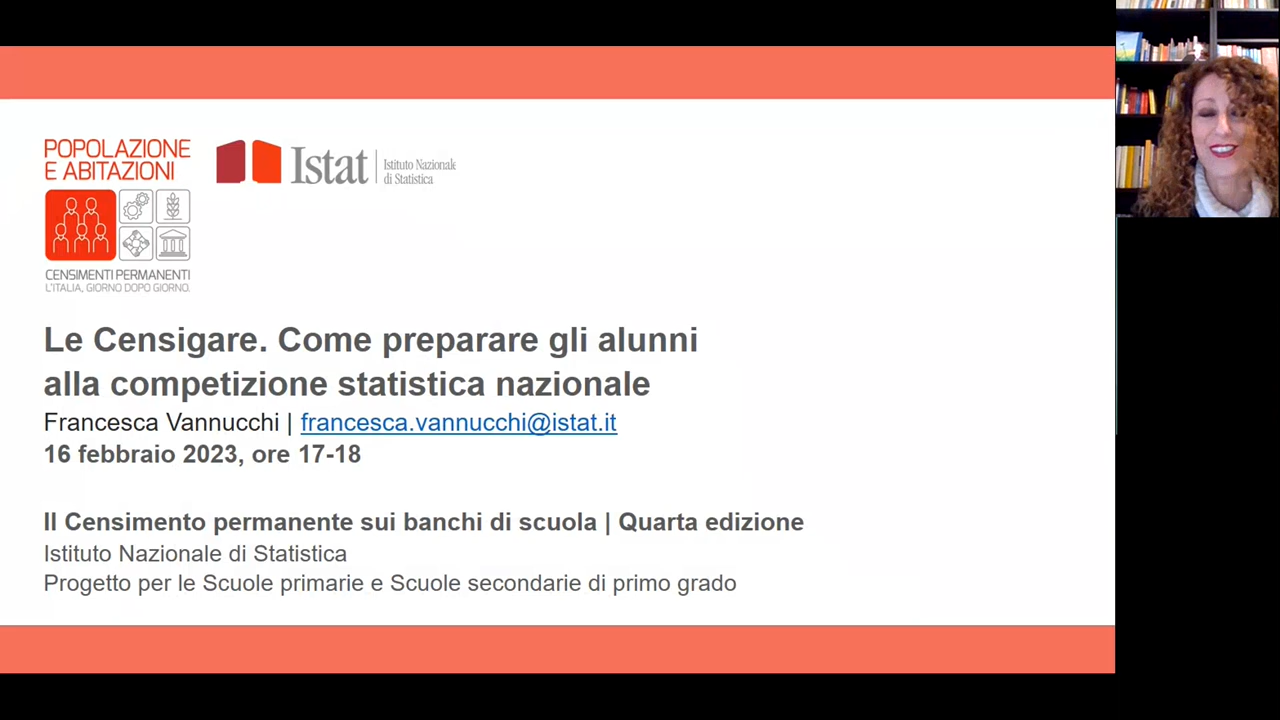 POPOLAZIONE
E ABITAZIONI
Istat
Istituto Nazionale
di Statistica
CENSIMENTI PERMANENTI
L'ITALIA, GIORNO DOPO GIORNO.
Le Censigare. Come preparare gli alunni
alla competizione statistica nazionale
Francesca Vannucchi | francesca.vannucchi@istat.it
16 febbraio 2023, ore 17-18
Il Censimento permanente sui banchi di scuola | Quarta edizione
Istituto Nazionale di Statistica
Progetto per le Scuole primarie e Scuole secondarie di primo grado